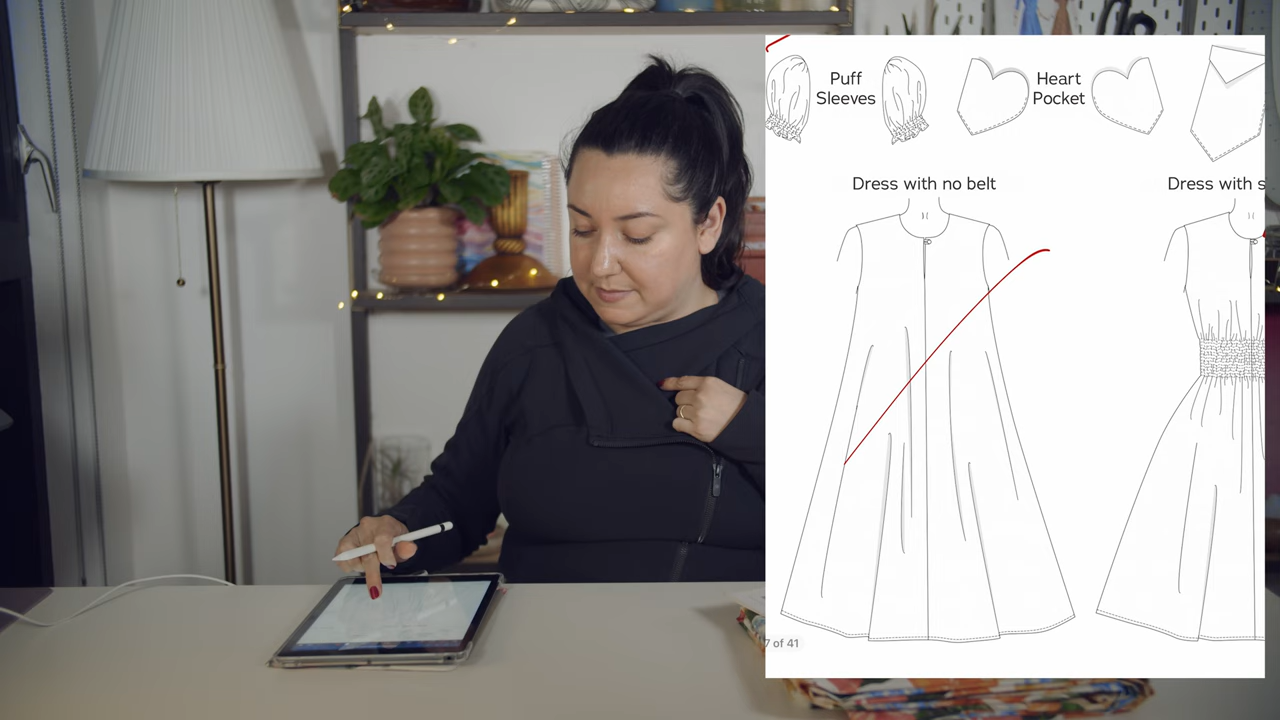 Puff
Sleeves
Heart
Pocket
Dress with no belt
Dress with s
7 of 41